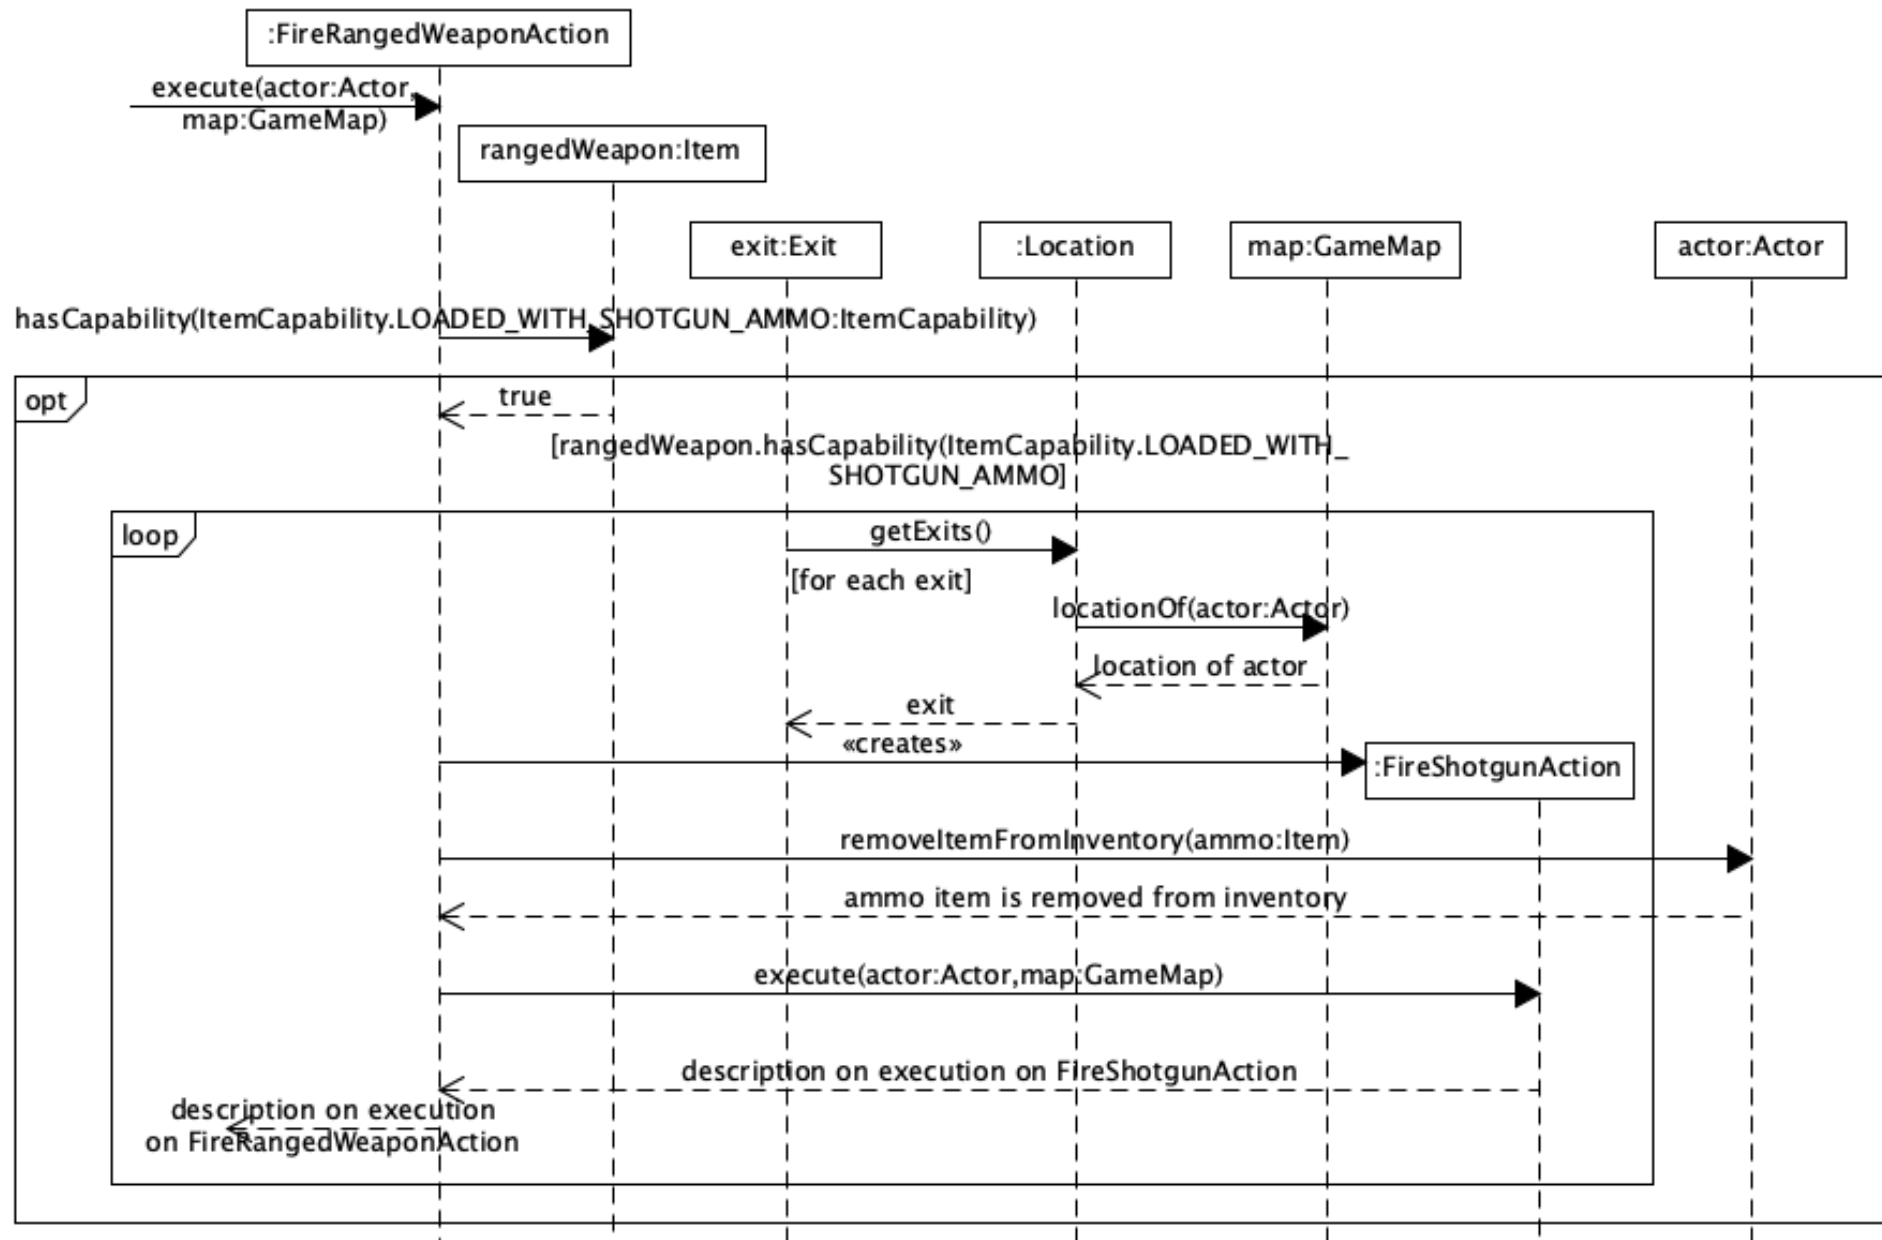 :FireRangedWeaponAction
execute(actor:Actor,
map:GameMap)
rangedWeapon:Item
exit:Exit
:Location
map:GameMap
actor:Actor
hasCapability(ItemCapability.LOADED_WITH_SHOTGUN_AMMO:ItemCapability)
opt
true
[rangedWeapon.hasCapability(ItemCapability.LOADED_WITH_
SHOTGUN_AMMO]
loop
getExits()
[for each exit]
locationOf(actor:Actor)
location of actor
exit
«creates»
:FireShotgunAction
removeItemFromInventory(ammo:Item)
ammo item is removed from inventory
execute(actor:Actor,map:GameMap)
description on execution on FireShotgunAction
description on execution
on FireRangedWeaponAction